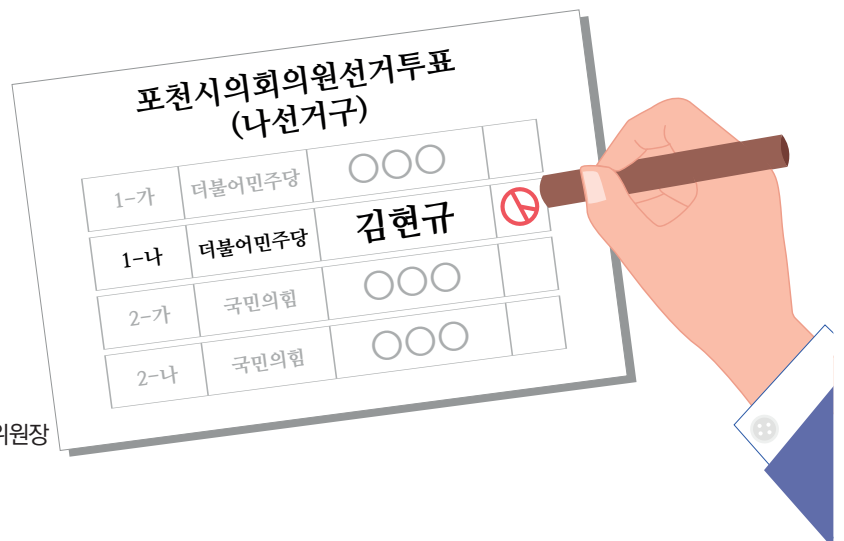 포천시의회의원선거투표
(나선거구)
1-가 더불어민주당 ○○○
1-나 더불어민주당 김현규
2-가 국민의힘 ○○○
2-나 국민의힘 ○○○
위원장